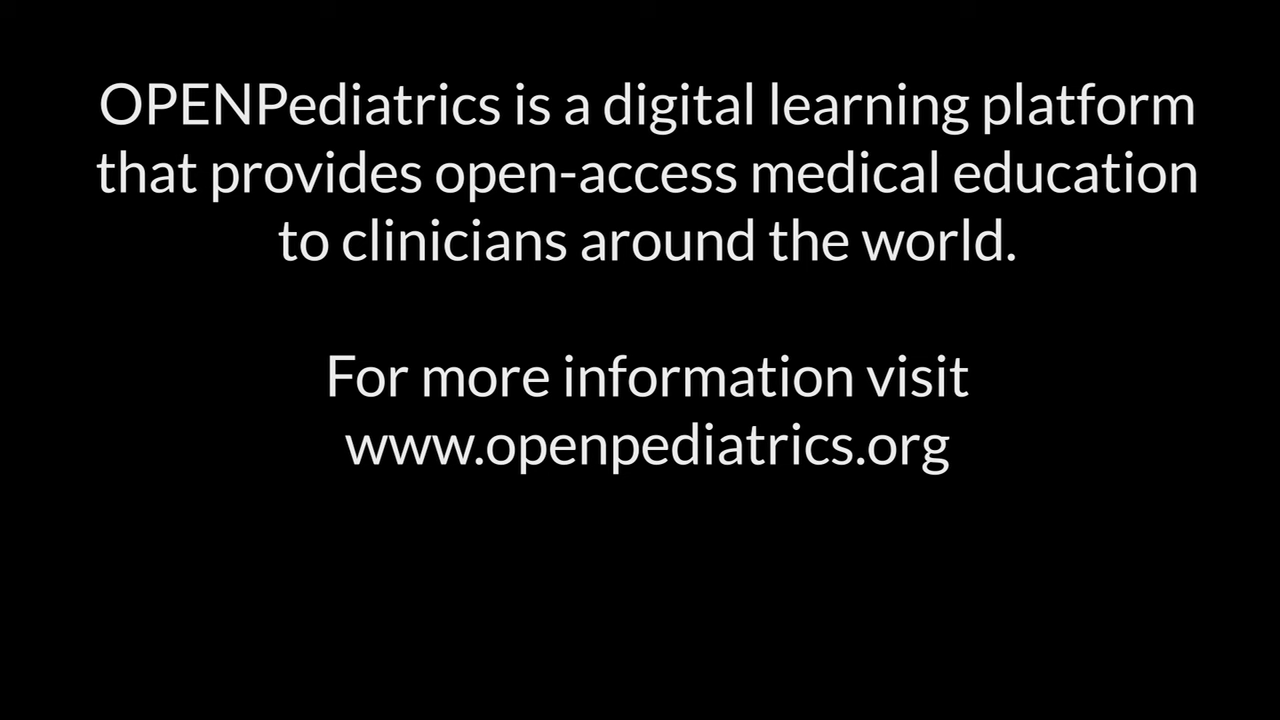 OPENPediatrics is a digital learning platform
that provides open-access medical education
to clinicians around the world.
For more information visit
www.openpediatrics.org